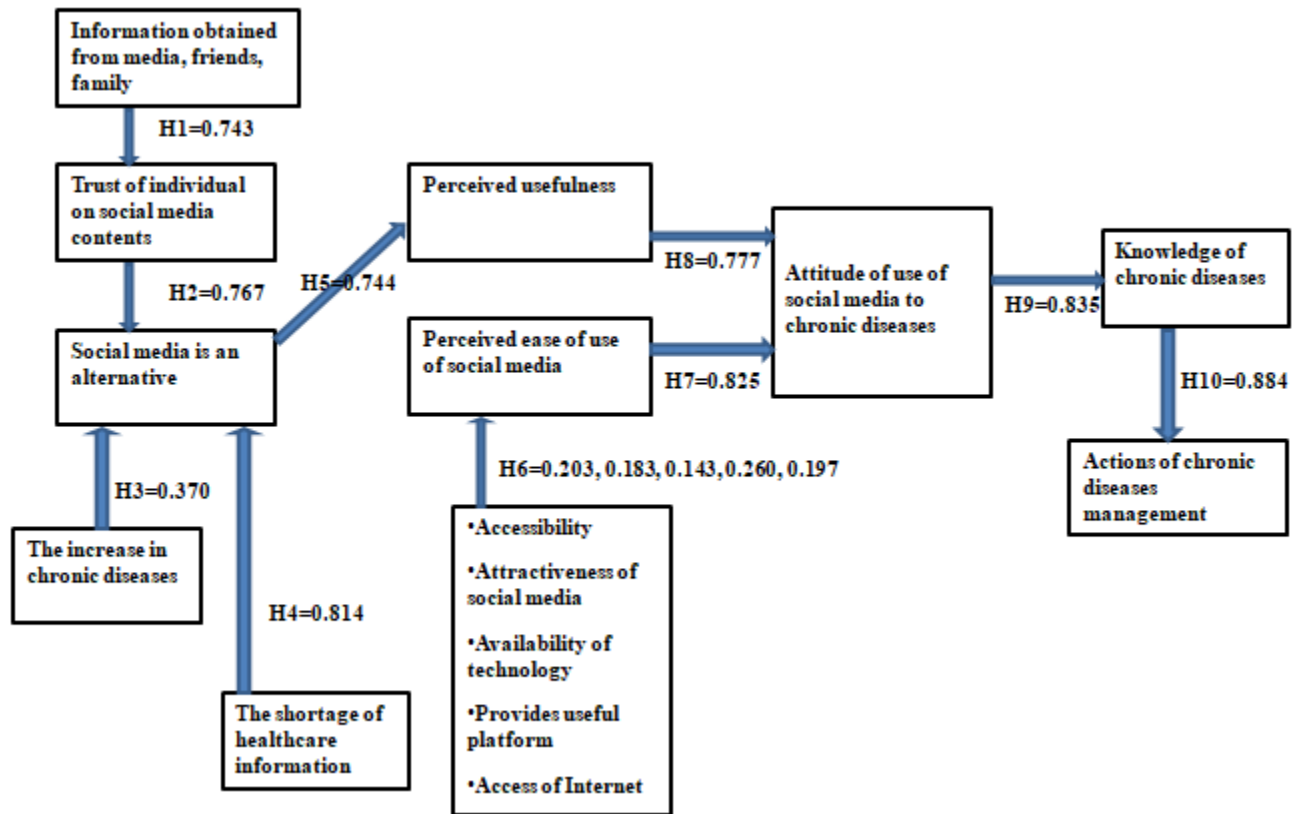 Information obtained
from media, friends,
family
H1=0.743
Trust of individual
on social media
contents
H2=0.767
Social media is an
alternative
H3=0.370
The increase in
chronic diseases
H4=0.814
The shortage of
healthcare
information
H5=0.744
Perceived usefulness
H8=0.777
Perceived ease of use
of social media
H7=0.825
H6=0.203, 0.183, 0.143, 0.260, 0.197
•Accessibility
•Attractiveness of
social media
•Availability of
technology
•Provides useful
platform
•Access of Internet
Attitude of use of
social media to
chronic diseases
H9=0.835
Knowledge of
chronic diseases
H10=0.884
Actions of chronic
diseases
management